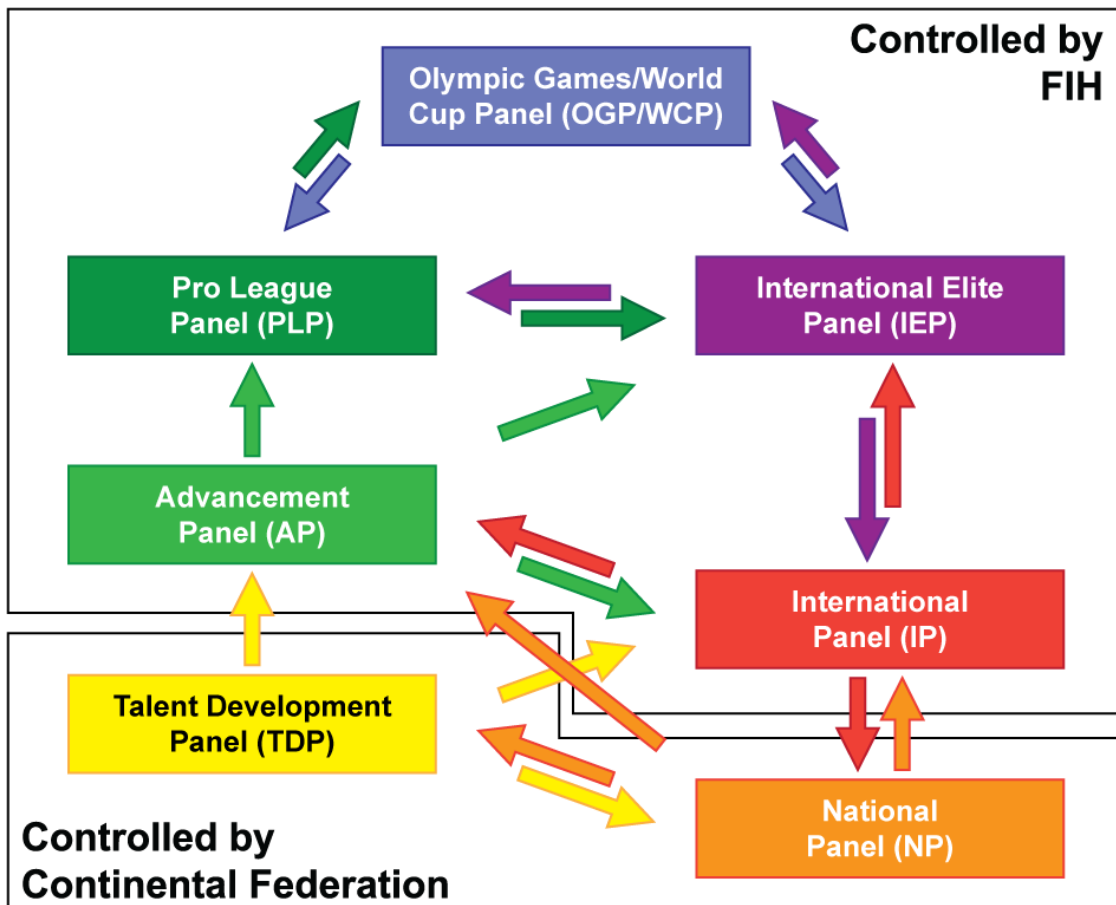 Controlled by
FIH
Olympic Games/World
Cup Panel (OGP/WCP)
Pro League
Panel (PLP)
International Elite
Panel (IEP)
Advancement
Panel (AP)
International
Panel (IP)
Talent Development
Panel (TDP)
National
Panel (NP)
Controlled by
Continental Federation